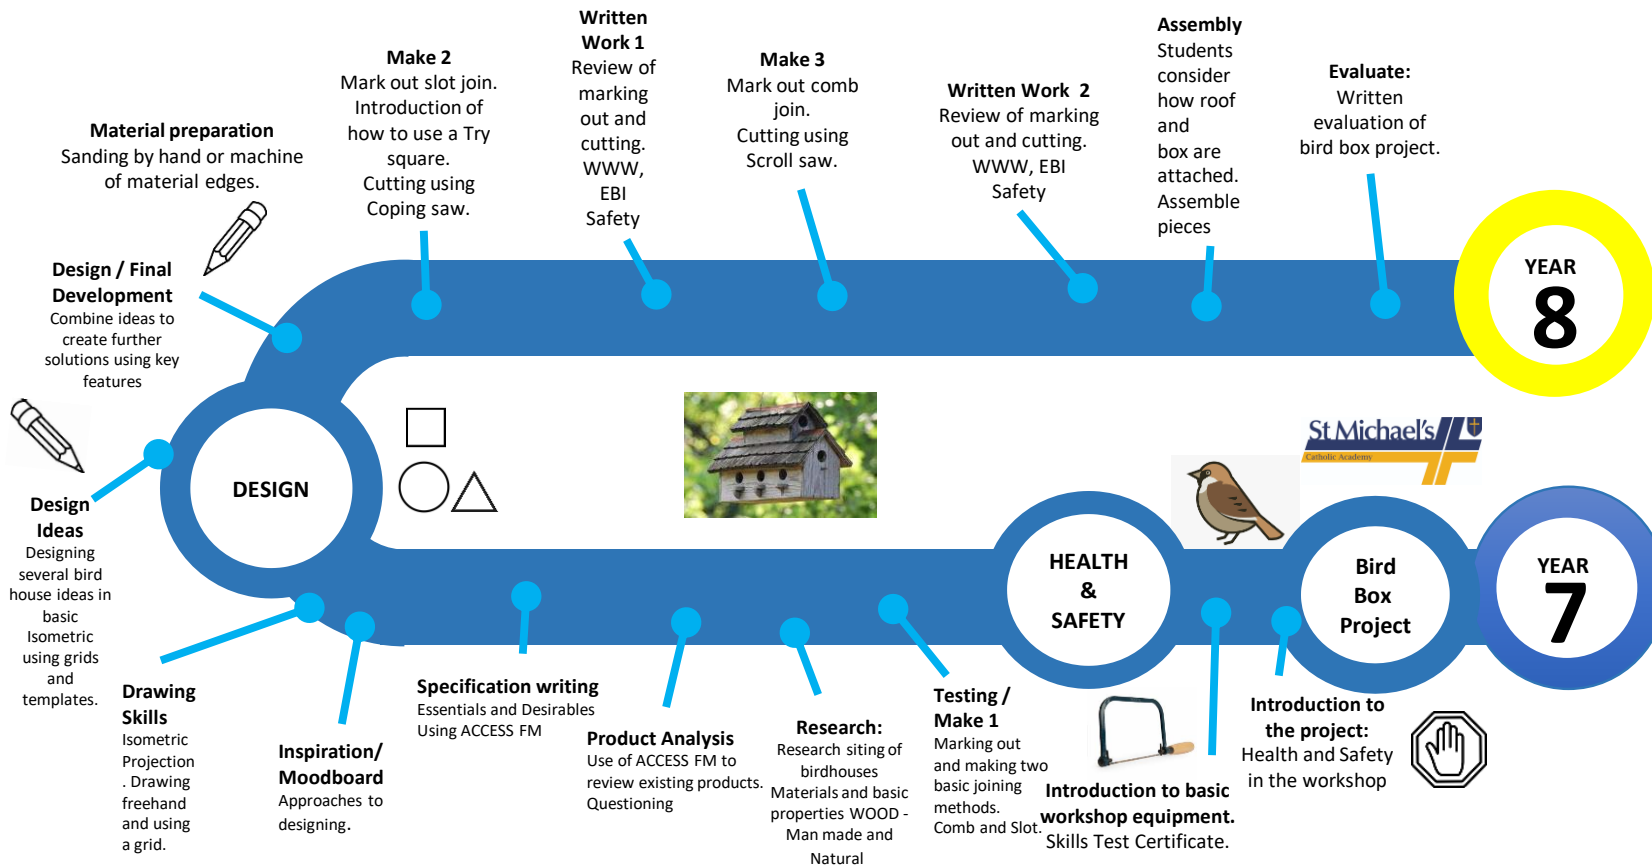 Material preparation
Sanding by hand or machine
of material edges.
Make 2
Mark out slot join.
Introduction of
how to use a Try
square.
Cutting using
Coping saw.
Written
Work 1
Review of
marking
out and
cutting.
WWW,
EBI
Safety
Make 3
Mark out comb
join.
Cutting using
Scroll saw.
Written Work  2
Review of marking
out and cutting.
WWW, EBI
Safety
Assembly
Students
consider
how roof
and
box are
attached.
Assemble
pieces
Evaluate:
Written
evaluation of
bird box project.
YEAR
8
Design / Final
Development
Combine ideas to
create further
solutions using key
features
DESIGN
Design
Ideas
Designing
several bird
house ideas in
basic
Isometric
using grids
and
templates.
Drawing
Skills
Isometric
Projection
. Drawing
freehand
and using
a grid.
Inspiration/
Moodboard
Approaches to
designing.
Specification writing
Essentials and Desirables
Using ACCESS FM
Product Analysis
Use of ACCESS FM to
review existing products.
Questioning
Research:
Research siting of
birdhouses
Materials and basic
properties WOOD -
Man made and
Natural
Testing /
Make 1
Marking out
and making two
basic joining
methods.
Comb and Slot.
HEALTH
&
SAFETY
Introduction to basic
workshop equipment.
Skills Test Certificate.
Introduction to
the project:
Health and Safety
in the workshop
St Michael's
Catholic Academy
Bird
Box
Project
YEAR
7